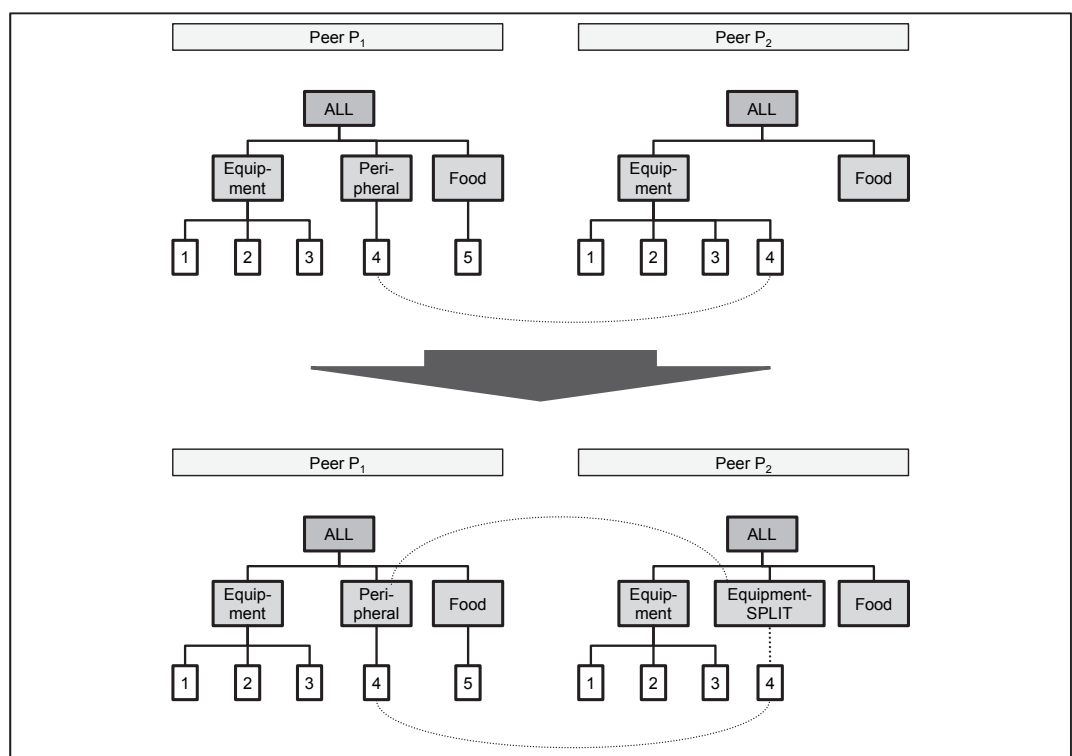 Peer P₁
Peer P₂
ALL
ALL
Equip-
ment
Peri-
pheral
Food
Equip-
ment
Food
1 2 3 4 5
1 2 3 4
Peer P₁
Peer P₂
ALL
ALL
Equip-
ment
Peri-
pheral
Food
Equip-
ment
Equipment-
SPLIT
Food
1 2 3 4 5
1 2 3 4